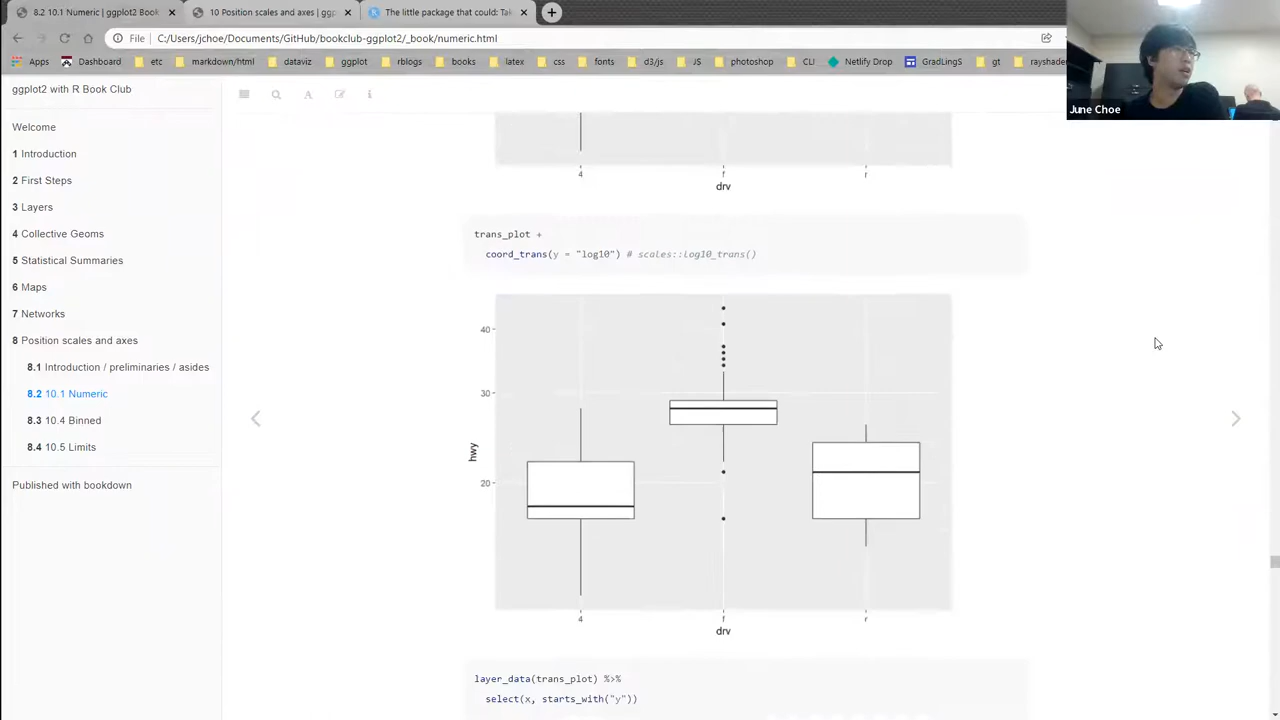 8.2 10.1 Numeric | ggplot2 Book
10 Position scales and axes | gg
The little package that could: Ta
File
C:/Users/jchoe/Documents/GitHub/bookclub-ggplot2/_book/numeric.html
Apps
Dashboard
etc
markdown/html
dataviz
ggplot
rblogs
books
latex
css
fonts
d3/js
JS
photoshop
CLI
Netlify Drop
GradLingS
gt
rayshade
June Choe
ggplot2 with R Book Club
Welcome
1 Introduction
2 First Steps
3 Layers
4 Collective Geoms
5 Statistical Summaries
6 Maps
7 Networks
8 Position scales and axes
8.1 Introduction / preliminaries / asides
8.2 10.1 Numeric
8.3 10.4 Binned
8.4 10.5 Limits
Published with bookdown
4
f
r
drv
trans_plot +
coord_trans(y = "log10") # scales::log10_trans()
40
30
20
hwy
4
f
r
drv
layer_data(trans_plot) %>%
select(x, starts_with("y"))